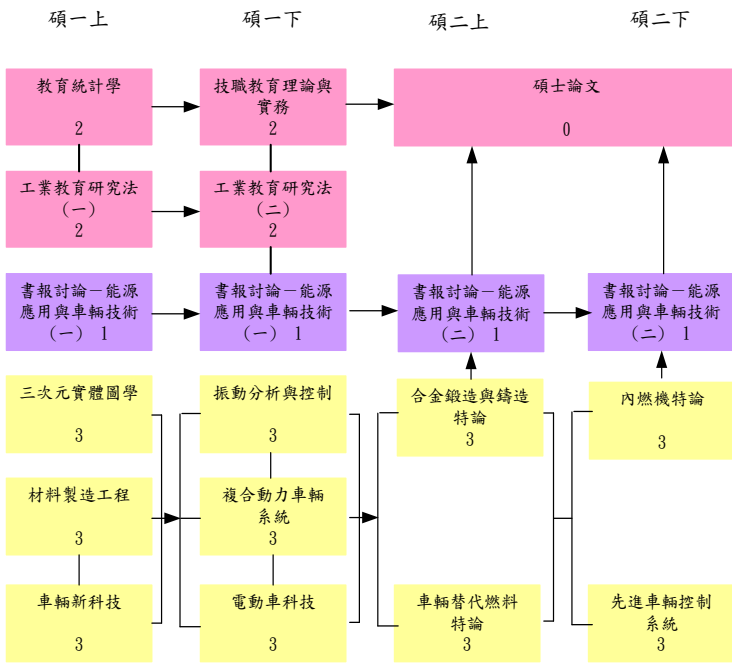 碩一上
碩一下
碩二上
碩二下
教育統計學
2
技職教育理論與
實務
2
碩士論文
0
工業教育研究法
（一）
2
工業教育研究法
（二）
2
書報討論－能源
應用與車輛技術
（一） 1
書報討論－能源
應用與車輛技術
（一） 1
書報討論－能源
應用與車輛技術
（二） 1
書報討論－能源
應用與車輛技術
（二） 1
三次元實體圖學
3
振動分析與控制
3
合金鍛造與鑄造
特論
3
內燃機特論
3
材料製造工程
3
複合動力車輛
系統
3
車輛新科技
3
電動車科技
3
車輛替代燃料
特論
3
先進車輛控制
系統
3